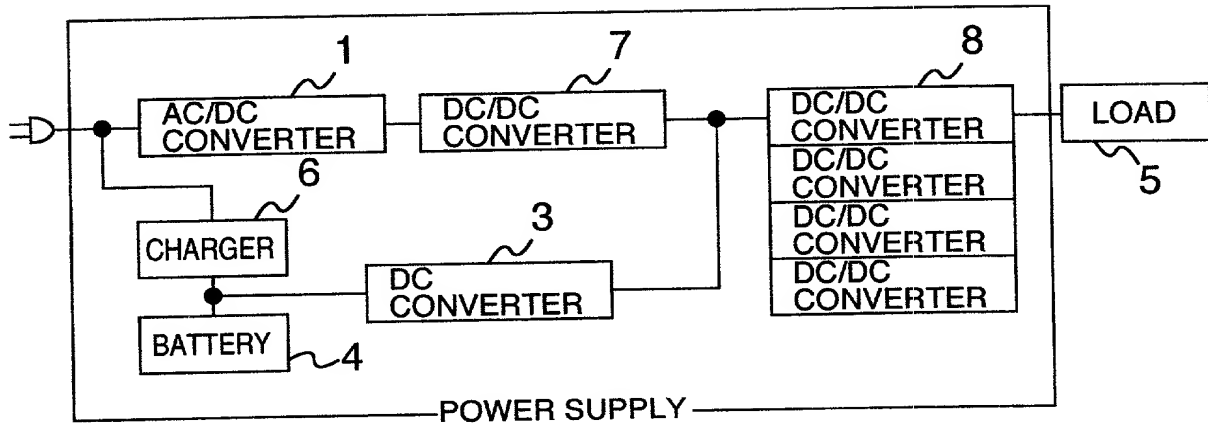 1
7
8
AC/DC
CONVERTER
DC/DC
CONVERTER
DC/DC
CONVERTER
DC/DC
CONVERTER
DC/DC
CONVERTER
DC/DC
CONVERTER
LOAD
5
6
CHARGER
3
DC
CONVERTER
BATTERY
4
POWER SUPPLY